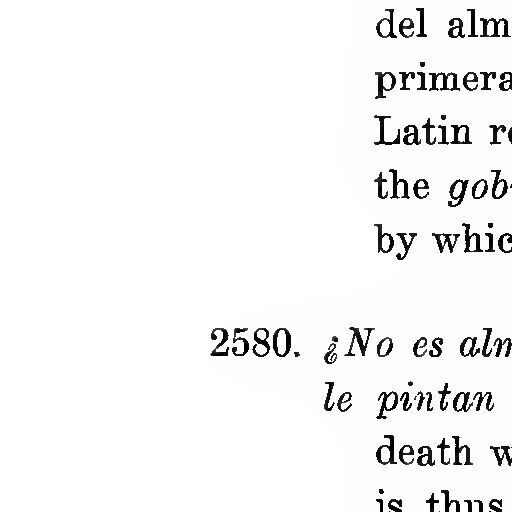 del alm
primera
Latin r
the gob
by whic
2580. ¿No es alm
le pintan
death w
is thus